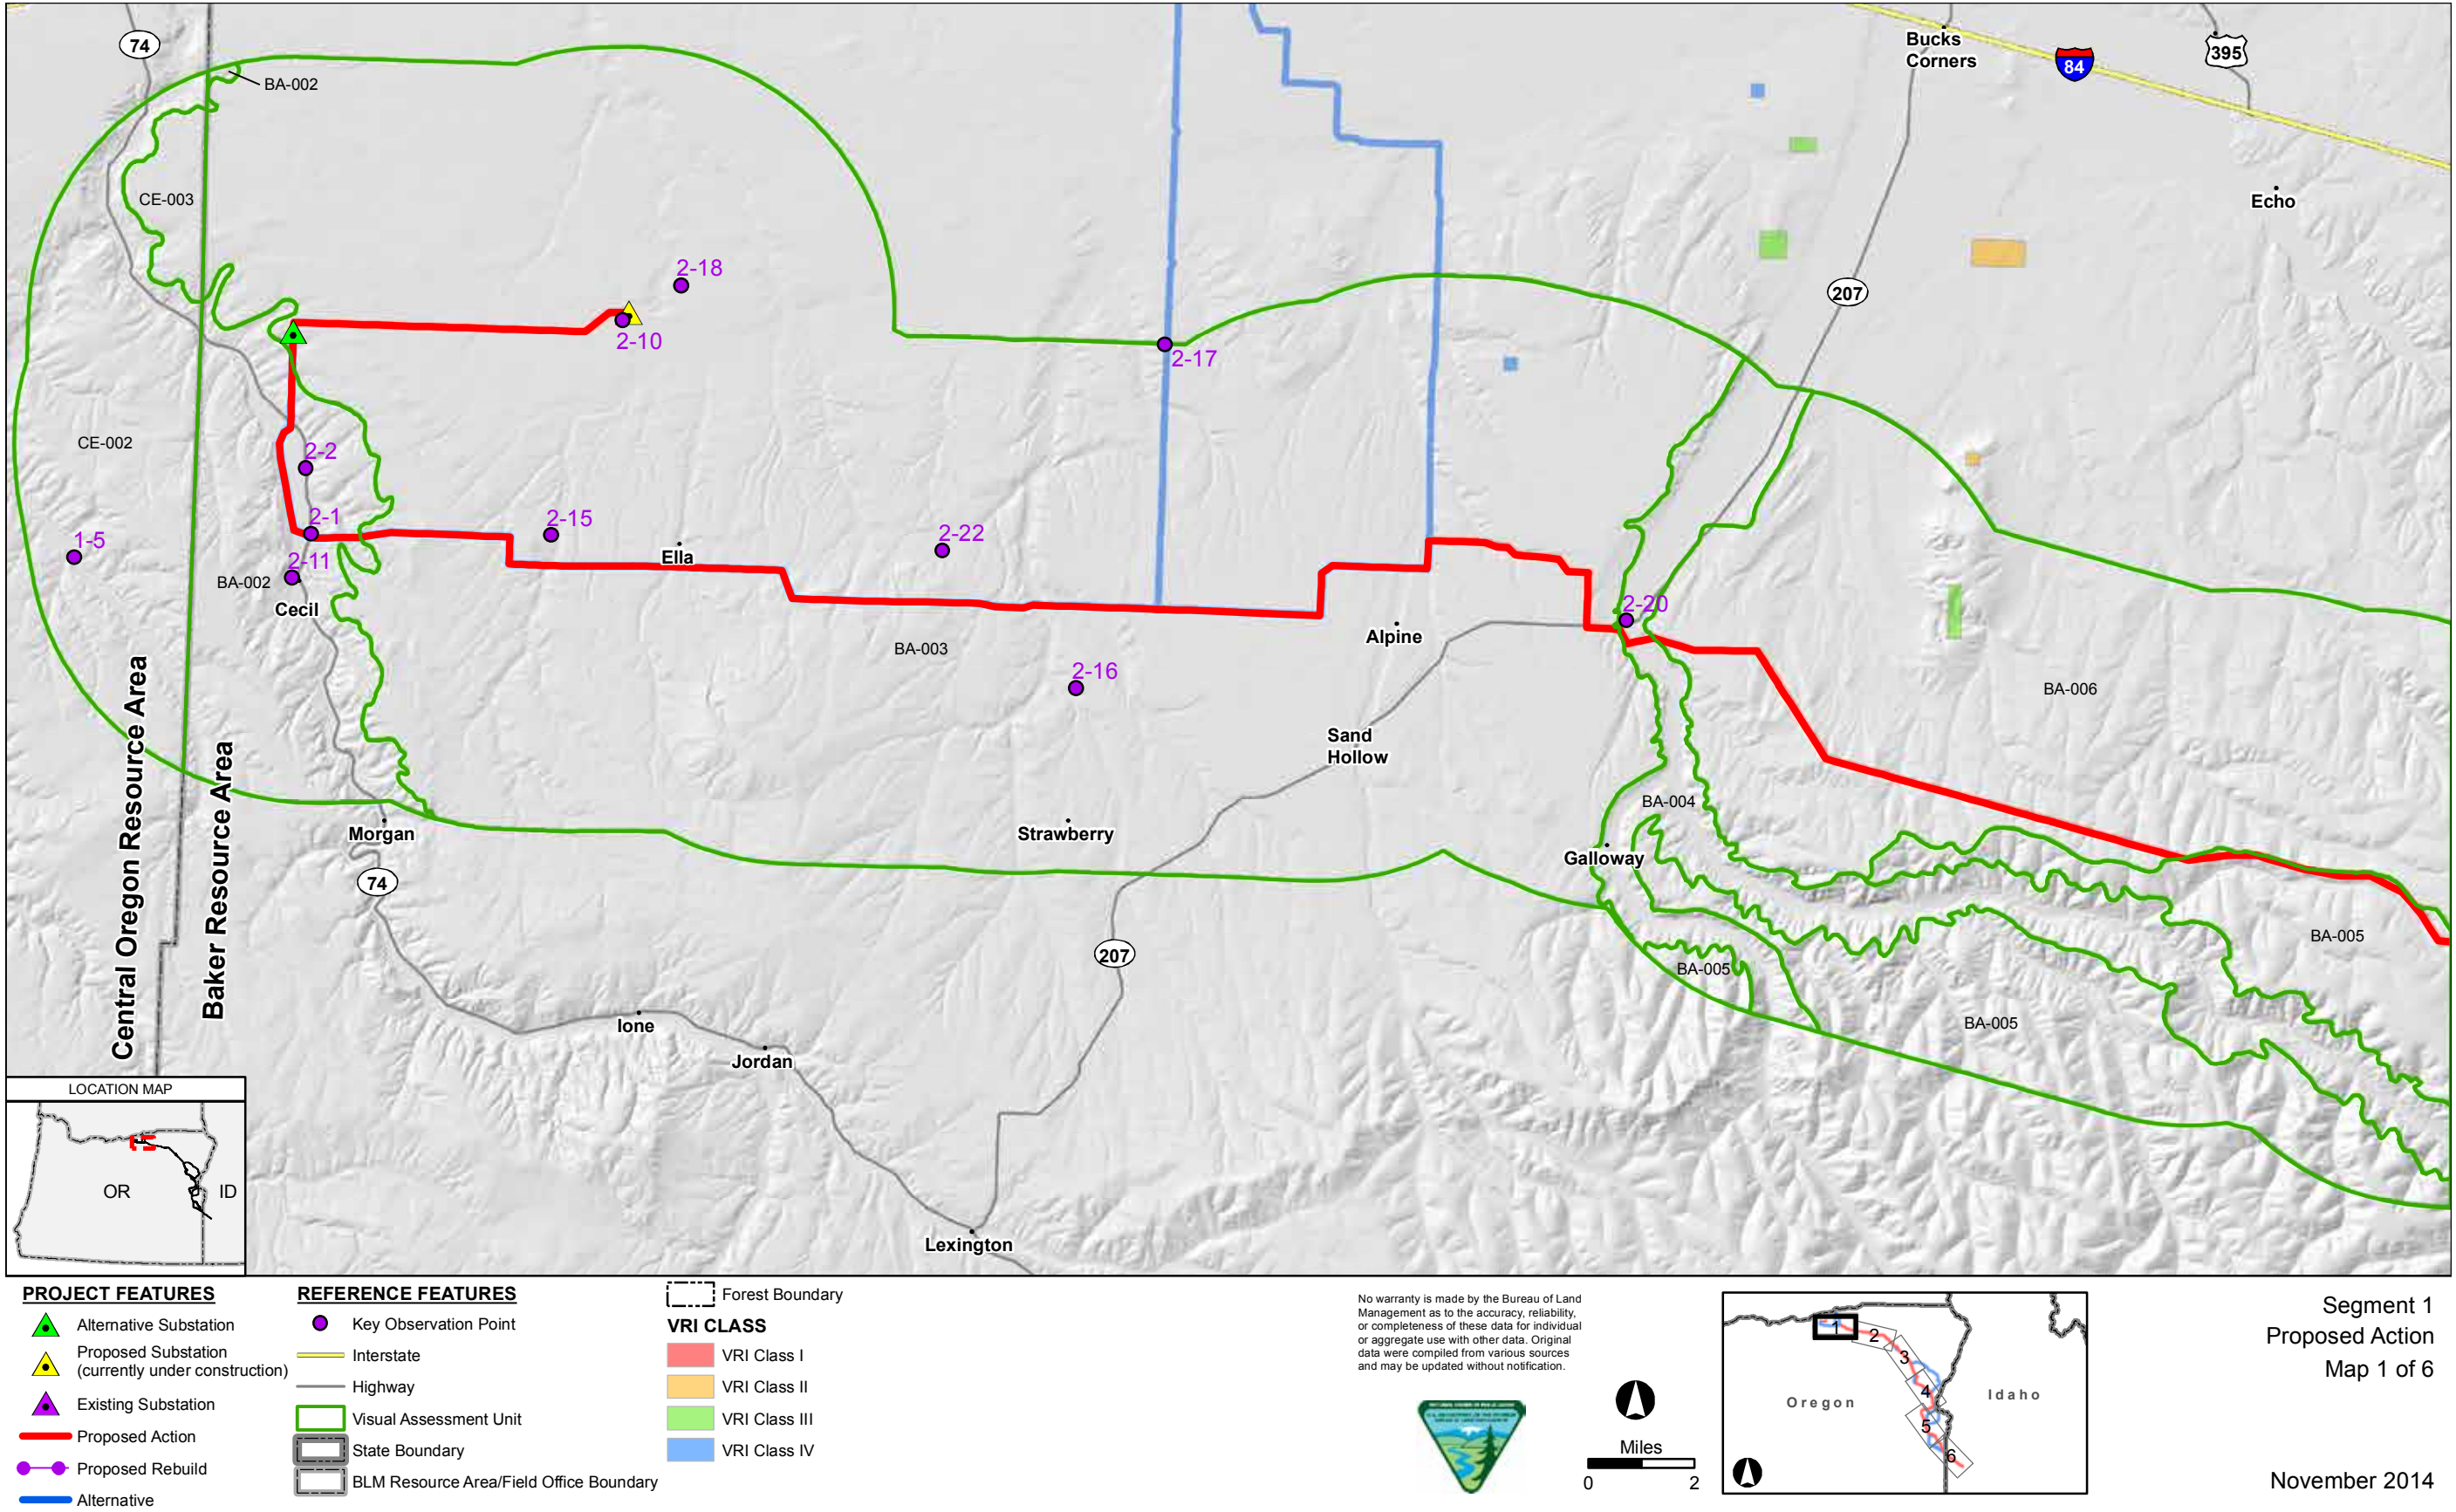 74
BA-002
Bucks
Corners
84
395
CE-003
Echo
2-18
207
2-10
2-17
CE-002
2-2
2-1
2-15
2-22
1-5
2-11
Ella
BA-002
Cecil
2-20
Alpine
BA-003
2-16
BA-006
Central Oregon Resource Area
Baker Resource Area
Sand
Hollow
BA-004
Morgan
Strawberry
Galloway
74
207
BA-005
BA-005
BA-005
Ione
Jordan
Lexington
LOCATION MAP
OR
ID
PROJECT FEATURES
Alternative Substation
Proposed Substation
(currently under construction)
Existing Substation
Proposed Action
Proposed Rebuild
Alternative
REFERENCE FEATURES
Key Observation Point
Interstate
Highway
Visual Assessment Unit
State Boundary
BLM Resource Area/Field Office Boundary
Forest Boundary
VRI CLASS
VRI Class I
VRI Class II
VRI Class III
VRI Class IV
No warranty is made by the Bureau of Land
Management as to the accuracy, reliability,
or completeness of these data for individual
or aggregate use with other data. Original
data were compiled from various sources
and may be updated without notification.
Miles
0 2
1
2
3
4
5
6
Oregon
Idaho
Segment 1
Proposed Action
Map 1 of 6
November 2014